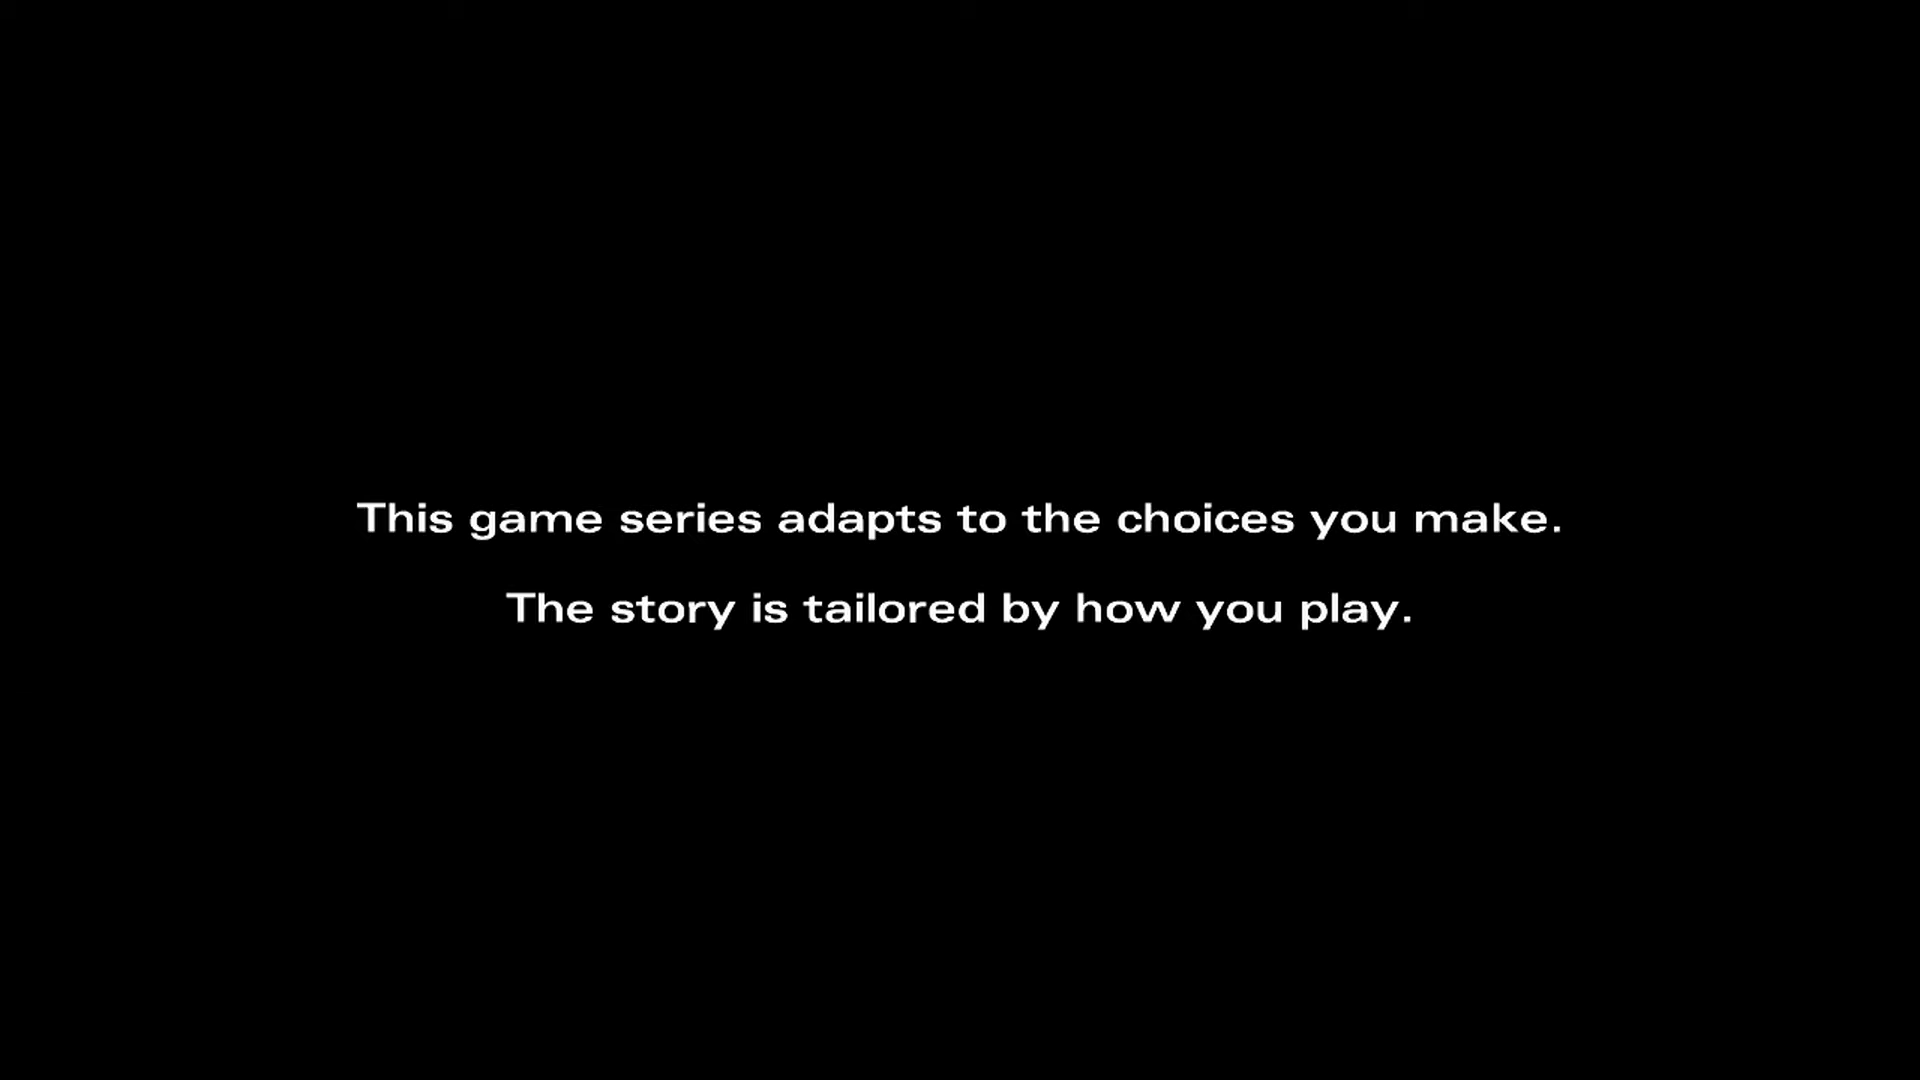 This game series adapts to the choices you make.
The story is tailored by how you play.